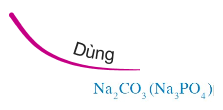 Dùng
Na₂CO₃ (Na₃PO₄)